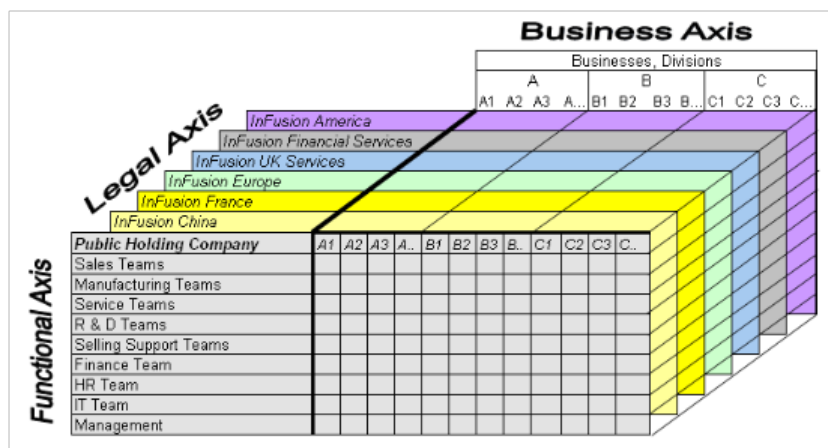 Business Axis
Businesses, Divisions
A B C
A1 A2 A3 A... B1 B2 B3 B... C1 C2 C3 C...
Legal Axis
InFusion America
InFusion Financial Services
InFusion UK Services
InFusion Europe
InFusion France
InFusion China
Functional Axis
Public Holding Company A1 A2 A3 A.. B1 B2 B3 B.. C1 C2 C3 C..
Sales Teams
Manufacturing Teams
Service Teams
R & D Teams
Selling Support Teams
Finance Team
HR Team
IT Team
Management